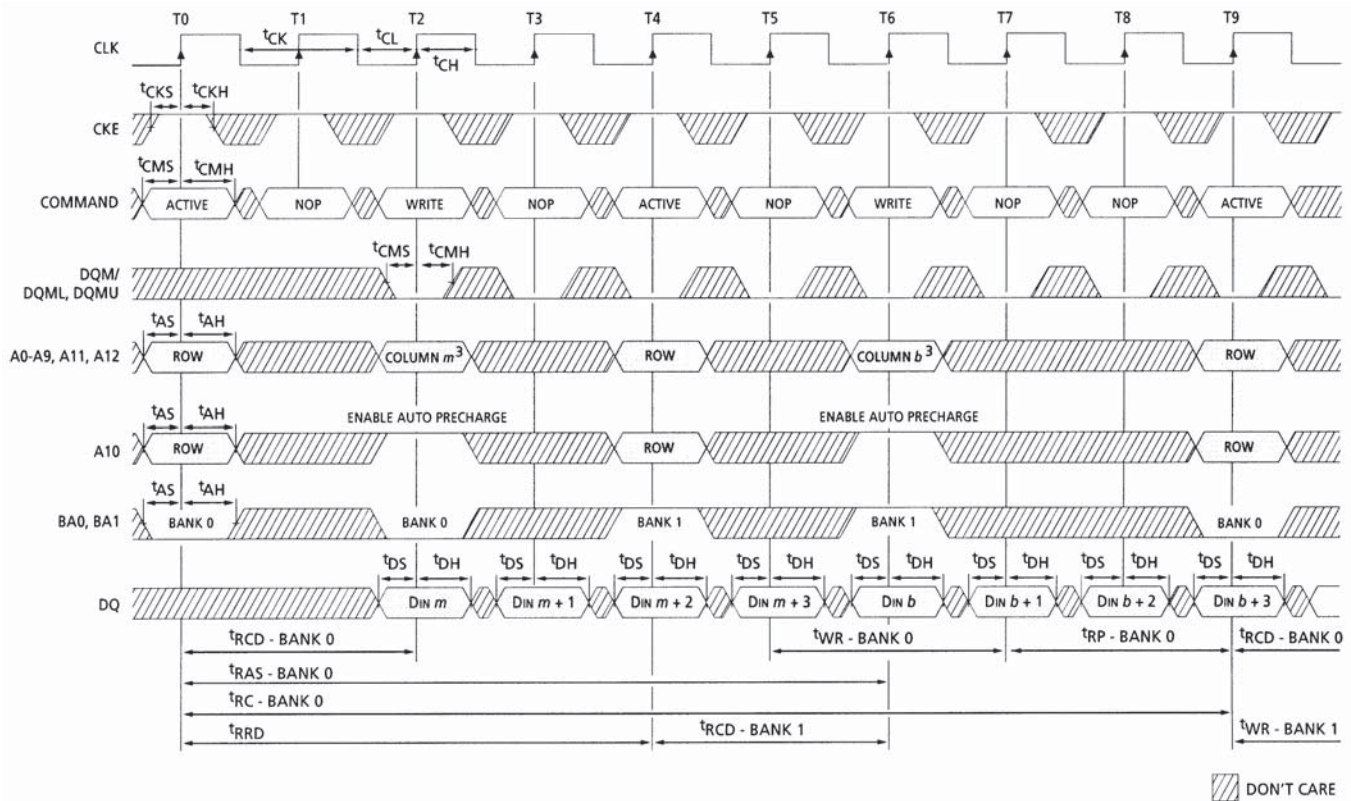 T0 T1 T2 T3 T4 T5 T6 T7 T8 T9
CLK
tCK tCL
tCH
tCKS tCKH
CKE
tCMS tCMH
COMMAND ACTIVE NOP WRITE NOP ACTIVE NOP WRITE NOP NOP ACTIVE
tCMS tCMH
DQM/
DQML, DQMU
tAS tAH
A0-A9, A11, A12 ROW COLUMN m3 ROW COLUMN b3 ROW
tAS tAH ENABLE AUTO PRECHARGE ENABLE AUTO PRECHARGE
A10 ROW ROW ROW
tAS tAH
BA0, BA1 BANK 0 BANK 0 BANK 1 BANK 1 BANK 0
tDS tDH tDS tDH tDS tDH tDS tDH tDS tDH tDS tDH tDS tDH tDS tDH
DQ DIN m DIN m + 1 DIN m + 2 DIN m + 3 DIN b DIN b + 1 DIN b + 2 DIN b + 3
tRCD - BANK 0 tWR - BANK 0 tRP - BANK 0 tRCD - BANK 0
tRAS - BANK 0
tRC - BANK 0
tRRD tRCD - BANK 1 tWR - BANK 1
DON'T CARE